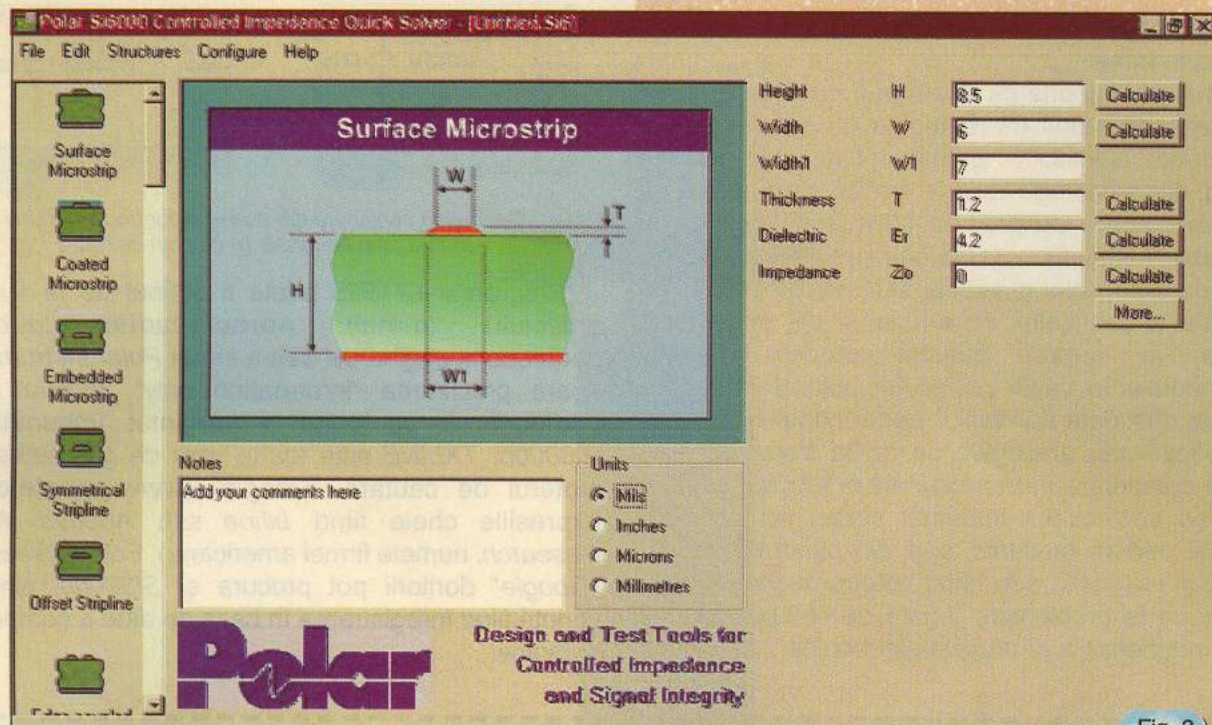 Polar Si6000 Controlled Impedance Quick Solver - [Untitled.Si6]
File Edit Structures Configure Help
Surface
Microstrip
Coated
Microstrip
Embedded
Microstrip
Symmetrical
Stripline
Offset Stripline
Surface Microstrip
W
T
H
W1
Height H 8.5 Calculate
Width W 6 Calculate
Width1 W1 7
Thickness T 1.2 Calculate
Dielectric Er 4.2 Calculate
Impedance Zo 0 Calculate
More...
Notes
Add your comments here
Units
Mils
Inches
Microns
Millimetres
Polar
Design and Test Tools for
Controlled Impedance
and Signal Integrity